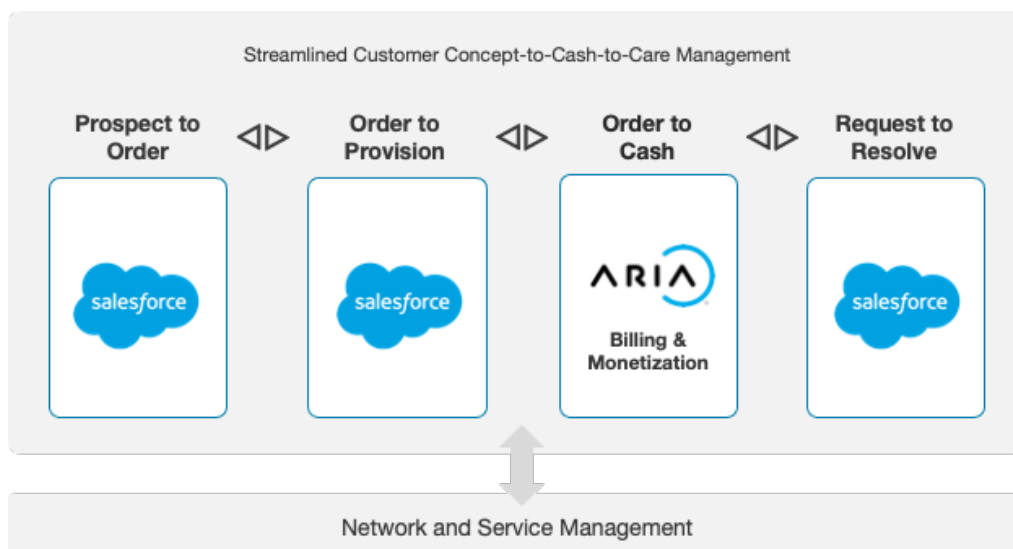 Streamlined Customer Concept-to-Cash-to-Care Management
Prospect to
Order
Order to
Provision
Order to
Cash
Request to
Resolve
salesforce
salesforce
ARIA
Billing &
Monetization
salesforce
Network and Service Management